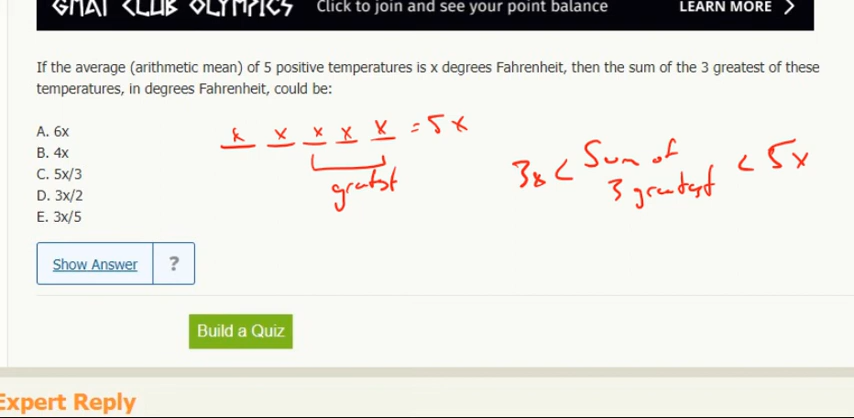 GMAT CLUB OLYMPICS Click to join and see your point balance LEARN MORE
If the average (arithmetic mean) of 5 positive temperatures is x degrees Fahrenheit, then the sum of the 3 greatest of these
temperatures, in degrees Fahrenheit, could be:
A. 6x
B. 4x
C. 5x/3
D. 3x/2
E. 3x/5
x x x x x = 5x
greatest
3x < Sum of 3 greatest < 5x
Show Answer ?
Build a Quiz
Expert Reply